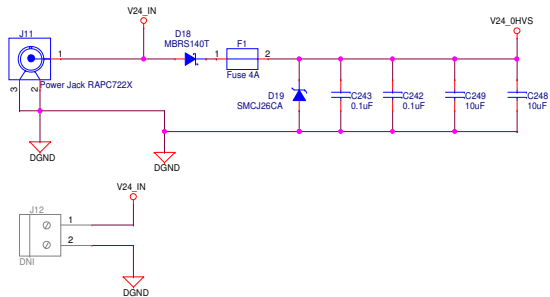 V24_IN
V24_0HVS
J11
D18
MBRS140T
F1
1
1
2
Power Jack RAPC722X
Fuse 4A
3
2
D19
SMCJ26CA
C243
0.1uF
C242
0.1uF
C249
10uF
C248
10uF
DGND
DGND
V24_IN
J12
1
2
DNI
DGND